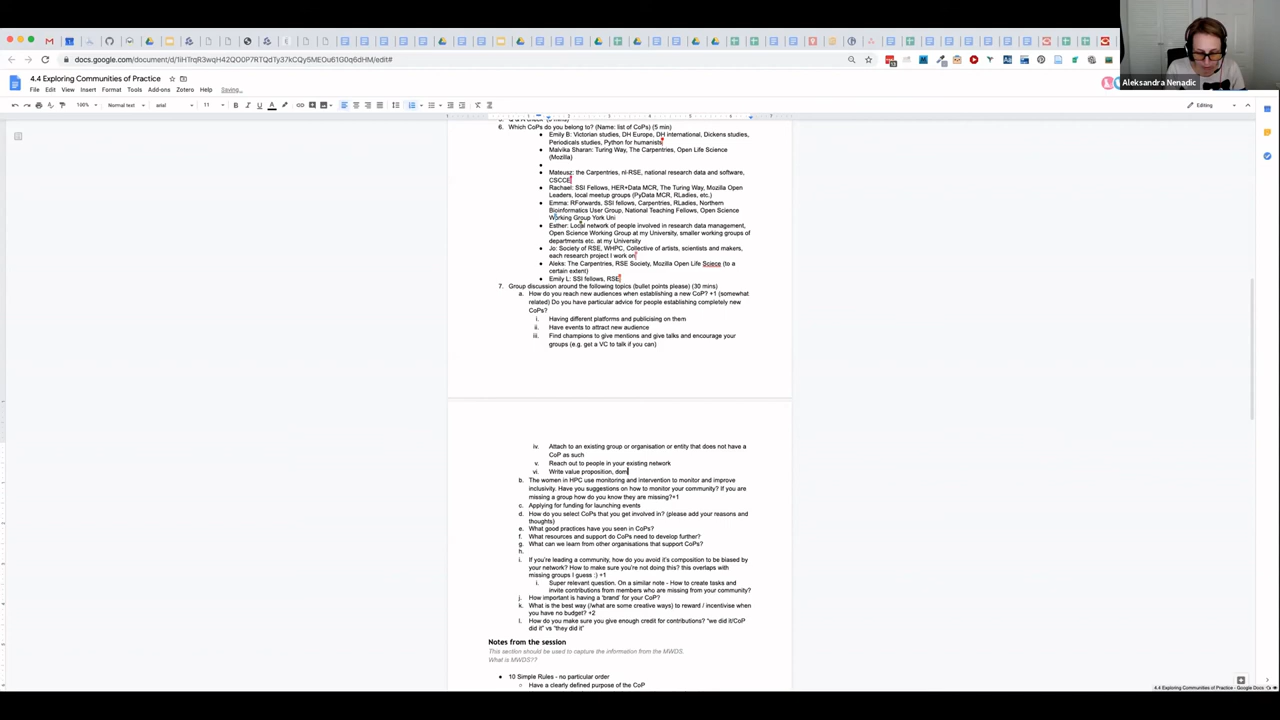 Aleksandra Nenadic
docs.google.com/document/d/1iHTrqR3wotqk-
4.4 Exploring Communities of Practice
File Edit View Insert Format Tools Add-ons Zotero Help Saving...
100% Normal text Arial 11 Editing
6. Which CoPs do you belong to? (Name: list of CoPs) (5 min)
Emily B: Victorian studies, DH Europe, DH international, Dickens studies,
Periodicals studies, Python for humanists
Malvika Sharan: Turing Way, The Carpentries, Open Life Science
(Mozilla)
Mateusz: the Carpentries, nl-RSE, national research data and software,
CSCCE
Rachael: SSI Fellows, HER+Data MCR, The Turing Way, Mozilla Open
Leaders, local meetup groups (PyData MCR, RLadies, etc.)
Emma: RForwards, SSI fellows, Carpentries, RLadies, Northern
Bioinformatics User Group, National Teaching Fellows, Open Science
Working Group York Uni
Esther: Local network of people involved in research data management,
Open Science Working Group at my University, smaller working groups of
departments etc. at my University
Jo: Society of RSE, WHPC, Collective of artists, scientists and makers,
each research project I work on
Aleks: The Carpentries, RSE Society, Mozilla Open Life Sciece (to a
certain extent)
Emily L: SSI fellows, RSE
7. Group discussion around the following topics (bullet points please) (30 mins)
a. How do you reach new audiences when establishing a new CoP? +1 (somewhat
related) Do you have particular advice for people establishing completely new
CoPs?
i. Having different platforms and publicising on them
ii. Have events to attract new audience
iii. Find champions to give mentions and give talks and encourage your
groups (e.g. get a VC to talk if you can)
iv. Attach to an existing group or organisation or entity that does not have a
CoP as such
v. Reach out to people in your existing network
vi. Write value proposition, dom
b. The women in HPC use monitoring and intervention to monitor and improve
inclusivity. Have you suggestions on how to monitor your community? If you are
missing a group how do you know they are missing?+1
c. Applying for funding for launching events
d. How do you select CoPs that you get involved in? (please add your reasons and
thoughts)
e. What good practices have you seen in CoPs?
f. What resources and support do CoPs need to develop further?
g. What can we learn from other organisations that support CoPs?
h.
i. If you're leading a community, how do you avoid it's composition to be biased by
your network? How to make sure you're not doing this? this overlaps with
missing groups I guess :) +1
i. Super relevant question. On a similar note - How to create tasks and
invite contributions from members who are missing from your community?
j. How important is having a 'brand' for your CoP?
k. What is the best way (/what are some creative ways) to reward / incentivise when
you have no budget? +2
l. How do you make sure you give enough credit for contributions? "we did it/CoP
did it" vs "they did it"
Notes from the session
This section should be used to capture the information from the MWDS.
What is MWDS??
10 Simple Rules - no particular order
Have a clearly defined purpose of the CoP
4.4 Exploring Communities of Practice - Google Docs